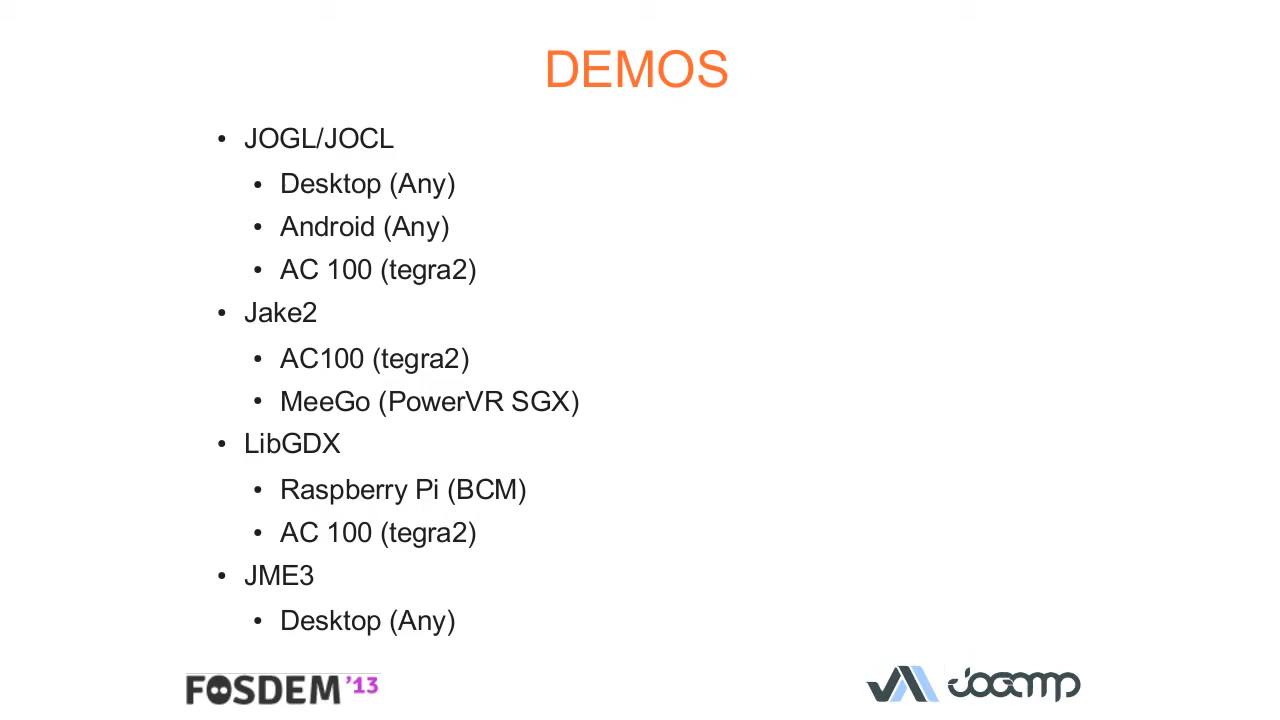 DEMOS
• JOGL/JOCL
• Desktop (Any)
• Android (Any)
• AC 100 (tegra2)
• Jake2
• AC100 (tegra2)
• MeeGo (PowerVR SGX)
• LibGDX
• Raspberry Pi (BCM)
• AC 100 (tegra2)
• JME3
• Desktop (Any)
FOSDEM '13
JOGAMP